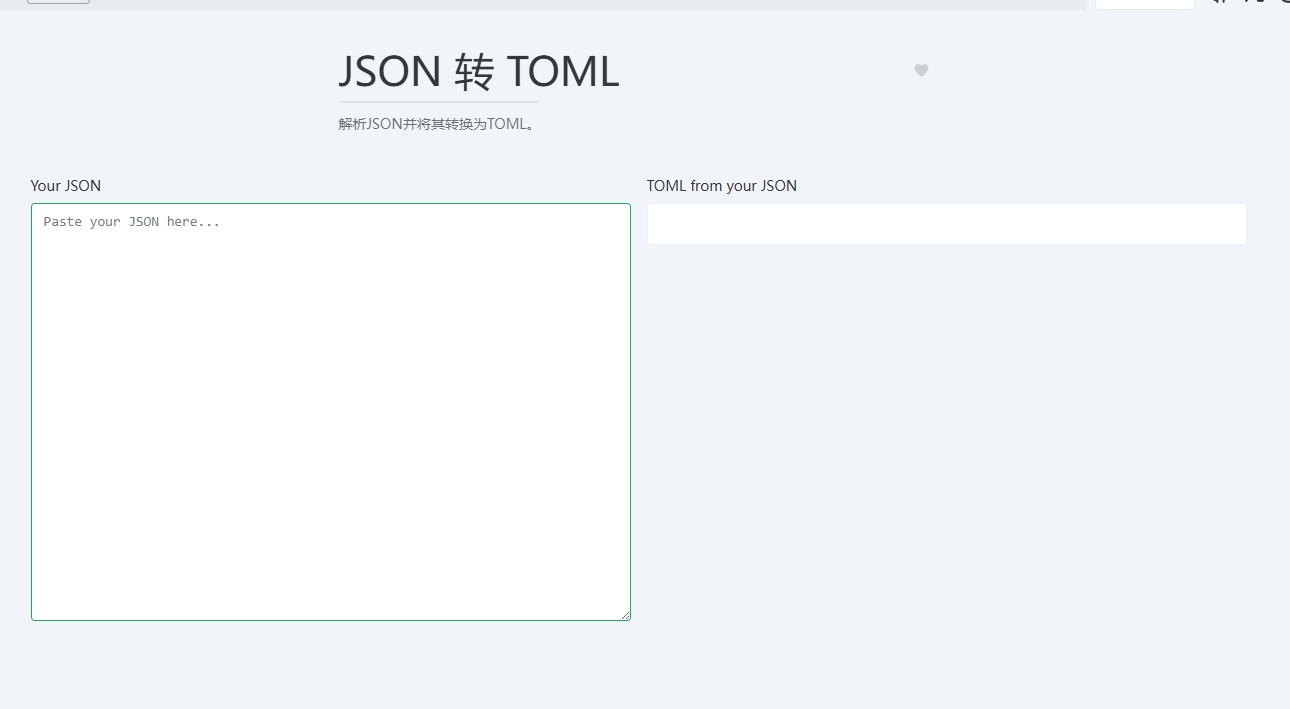 JSON 转 TOML
解析JSON并将其转换为TOML。
Your JSON
TOML from your JSON
Paste your JSON here...